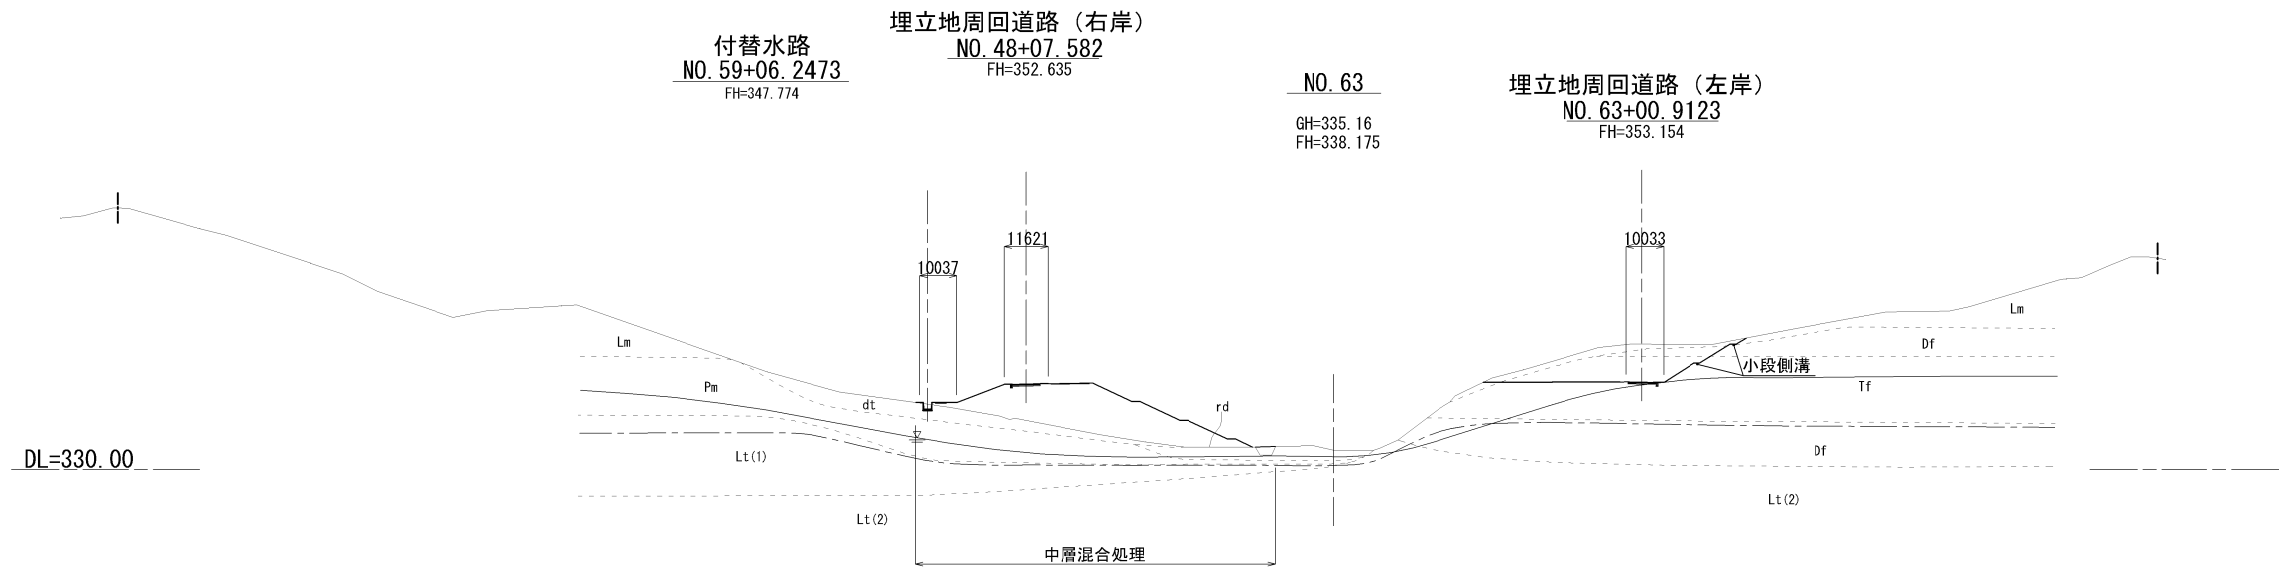 付替水路
NO.59+06.2473
FH=347.774
埋立地周回道路（右岸）
NO.48+07.582
FH=352.635
NO.63
GH=335.16
FH=338.175
埋立地周回道路（左岸）
NO.63+00.9123
FH=353.154
11621
10037
10033
Lm
Pm
dt
rd
Lt(1)
Lt(2)
DL=330.00
中層混合処理
Lm
Df
小段側溝
Tf
Df
Lt(2)